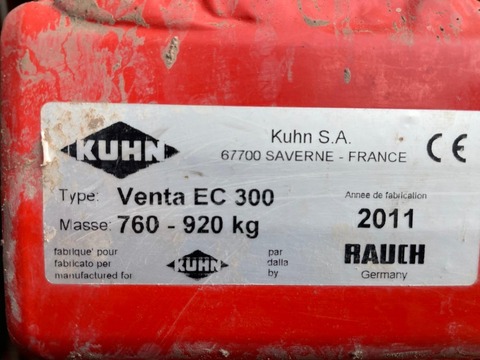 KUHN
Kuhn S.A.
67700 SAVERNE - FRANCE
CE
Type: Venta EC 300
Annee de fabrication
Masse: 760 - 920 kg
2011
fabrique' pour
fabricato per
manufactured for
KUHN
par
dalla
by
RAUCH
Germany